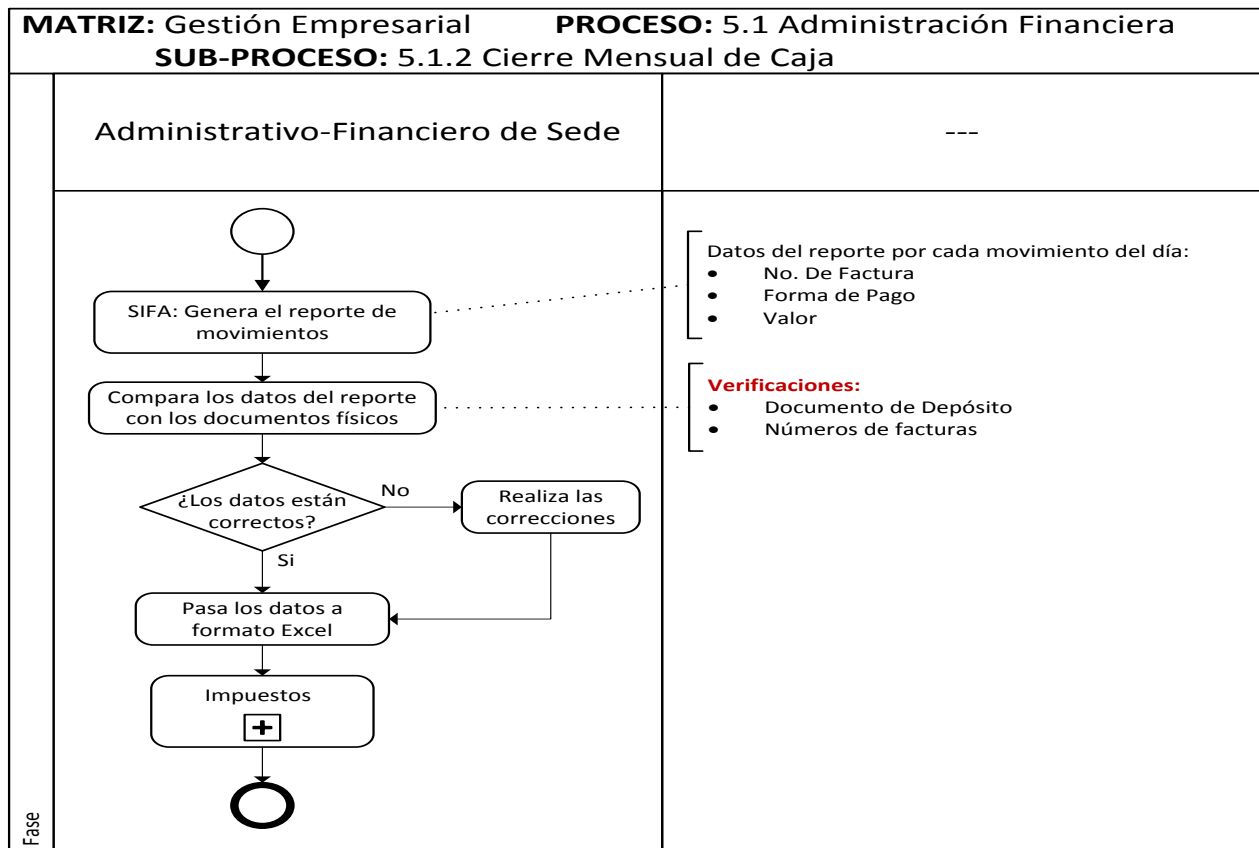 MATRIZ: Gestión Empresarial PROCESO: 5.1 Administración Financiera
SUB-PROCESO: 5.1.2 Cierre Mensual de Caja
Administrativo-Financiero de Sede
---
SIFA: Genera el reporte de
movimientos
Datos del reporte por cada movimiento del día:
• No. De Factura
• Forma de Pago
• Valor
Compara los datos del reporte
con los documentos físicos
Verificaciones:
• Documento de Depósito
• Números de facturas
¿Los datos están
correctos?
No
Realiza las
correcciones
Si
Pasa los datos a
formato Excel
Impuestos
+
Fase